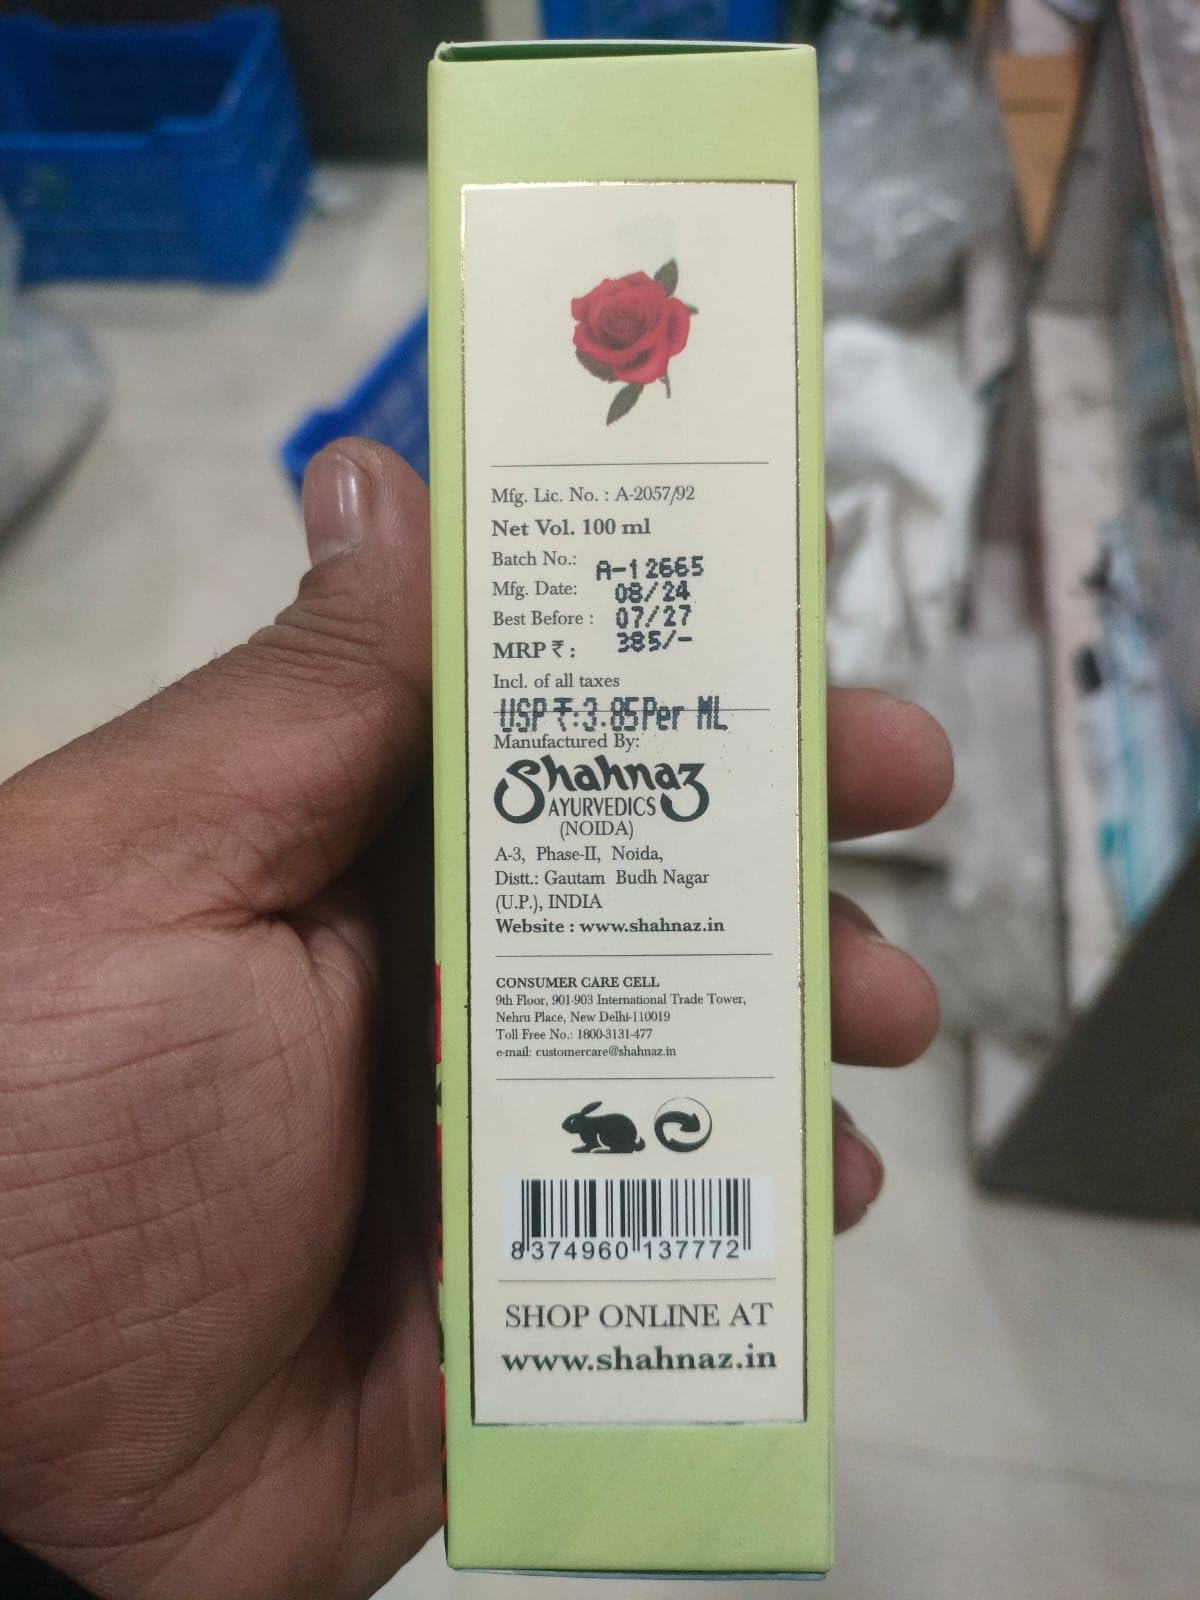 Mfg. Lic. No. : A-2057/92
Net Vol. 100 ml
Batch No.: A-12665
Mfg. Date: 08/24
Best Before : 07/27
MRP ₹ : 385/-
Incl. of all taxes
USP ₹:3.85Per ML
Manufactured By:
Shahnaz
AYURVEDICS
(NOIDA)
A-3, Phase-II, Noida,
Distt.: Gautam Budh Nagar
(U.P.), INDIA
Website : www.shahnaz.in
CONSUMER CARE CELL
9th Floor, 901-903 International Trade Tower,
Nehru Place, New Delhi-110019
Toll Free No.: 1800-3131-477
e-mail: customercare@shahnaz.in
8 374960 137772
SHOP ONLINE AT
www.shahnaz.in